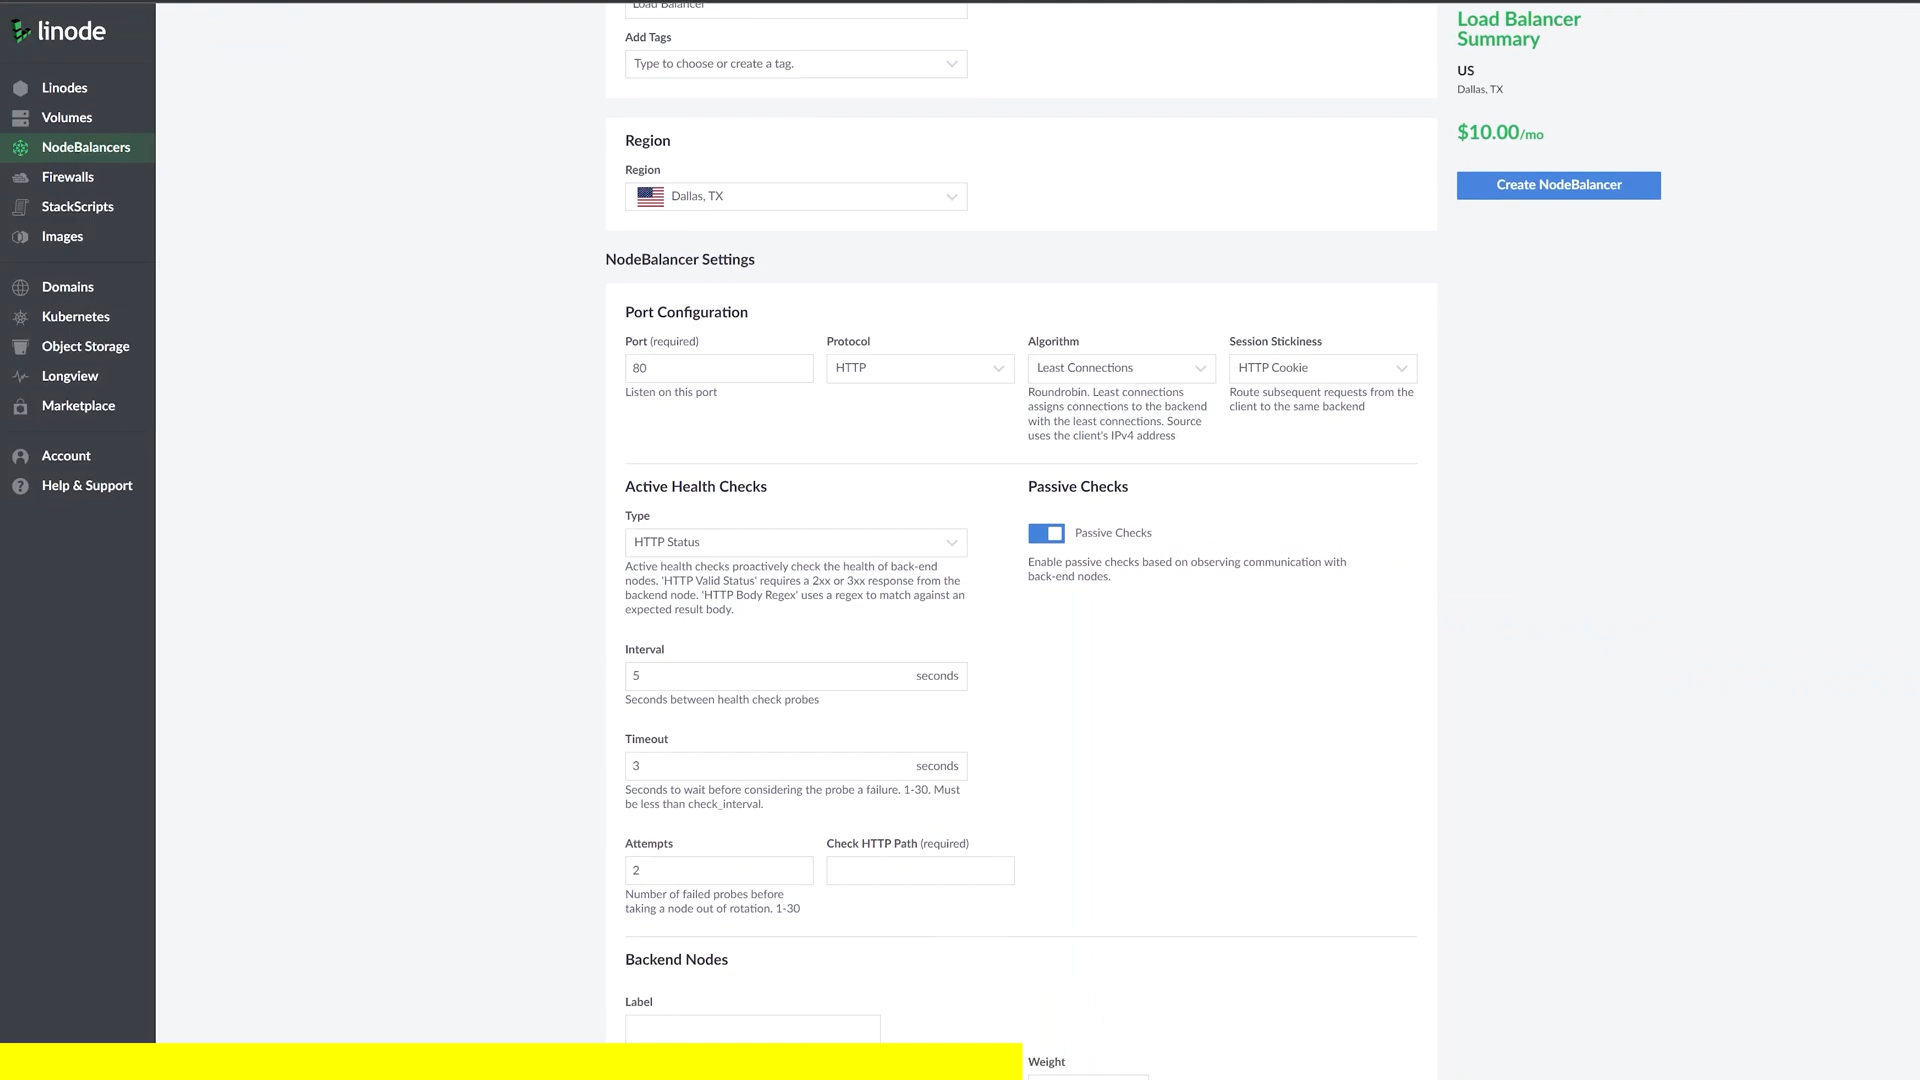 linode
Linodes
Volumes
NodeBalancers
Firewalls
StackScripts
Images
Domains
Kubernetes
Object Storage
Longview
Marketplace
Account
Help & Support
Load Balancer
Add Tags
Type to choose or create a tag.
Region
Region
Dallas, TX
NodeBalancer Settings
Port Configuration
Port (required)
80
Listen on this port
Protocol
HTTP
Algorithm
Least Connections
Roundrobin. Least connections
assigns connections to the backend
with the least connections. Source
uses the client's IPv4 address
Session Stickiness
HTTP Cookie
Route subsequent requests from the
client to the same backend
Active Health Checks
Type
HTTP Status
Active health checks proactively check the health of back-end
nodes. 'HTTP Valid Status' requires a 2xx or 3xx response from the
backend node. 'HTTP Body Regex' uses a regex to match against an
expected result body.
Interval
5 seconds
Seconds between health check probes
Timeout
3 seconds
Seconds to wait before considering the probe a failure. 1-30. Must
be less than check_interval.
Attempts
2
Number of failed probes before
taking a node out of rotation. 1-30
Check HTTP Path (required)
Passive Checks
Passive Checks
Enable passive checks based on observing communication with
back-end nodes.
Backend Nodes
Label
Weight
Load Balancer
Summary
US
Dallas, TX
$10.00/mo
Create NodeBalancer